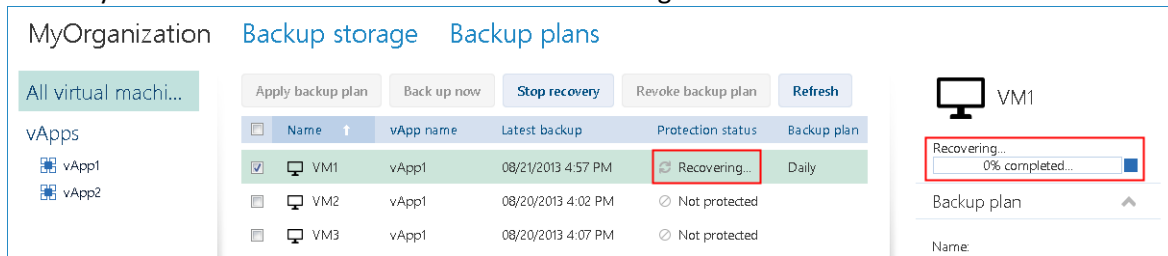 MyOrganization Backup storage Backup plans
All virtual machi...
vApps
vApp1
vApp2
Apply backup plan Back up now Stop recovery Revoke backup plan Refresh
Name vApp name Latest backup Protection status Backup plan
VM1 vApp1 08/21/2013 4:57 PM Recovering... Daily
VM2 vApp1 08/20/2013 4:02 PM Not protected
VM3 vApp1 08/20/2013 4:07 PM Not protected
VM1
Recovering...
0% completed...
Backup plan
Name: